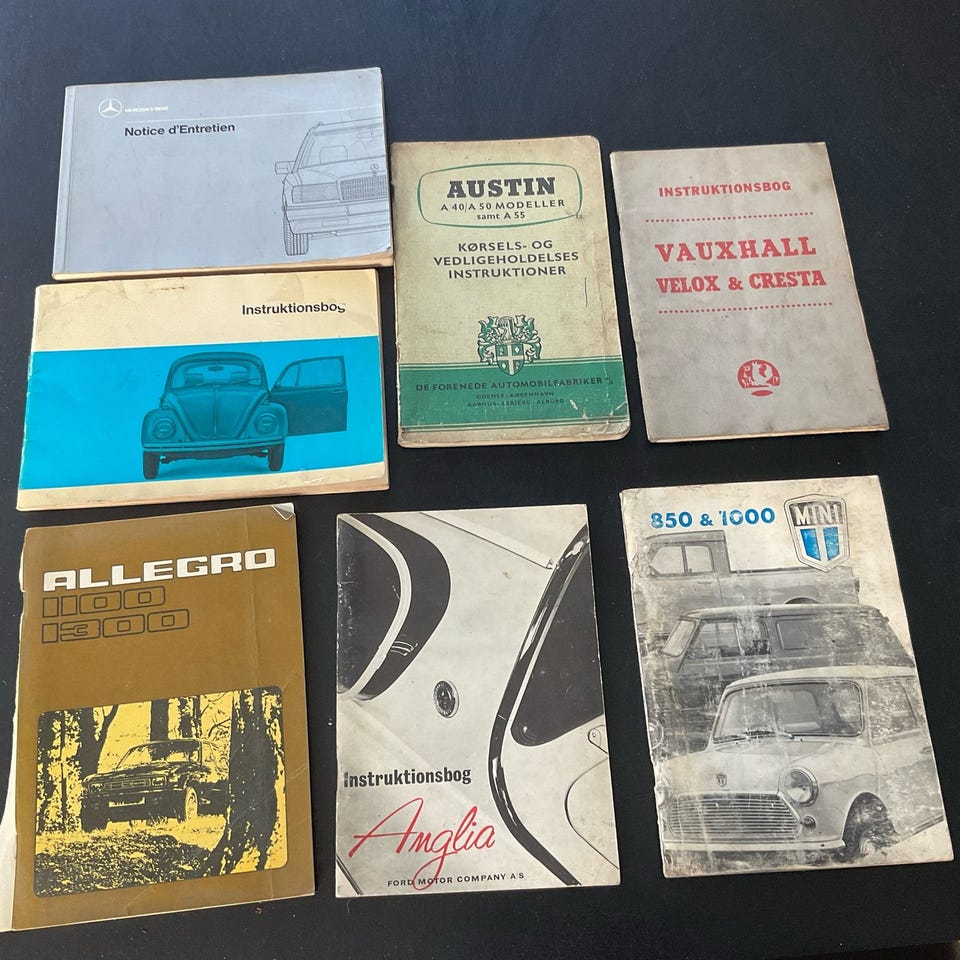 MERCEDES-BENZ
Notice d'Entretien
AUSTIN
A 40/A 50 MODELLER
samt A 55
KØRSELS- OG
VEDLIGEHOLDELSES
INSTRUKTIONER
DE FORENEDE AUTOMOBILFABRIKER A/S
ODENSE - KØBENHAVN
AARHUS - ESBJERG - ÅLBORG
INSTRUKTIONSBOG
VAUXHALL
VELOX & CRESTA
Instruktionsbog
ALLEGRO
1100
1300
Instruktionsbog
Anglia
FORD MOTOR COMPANY A/S
850 & 1000
MINI